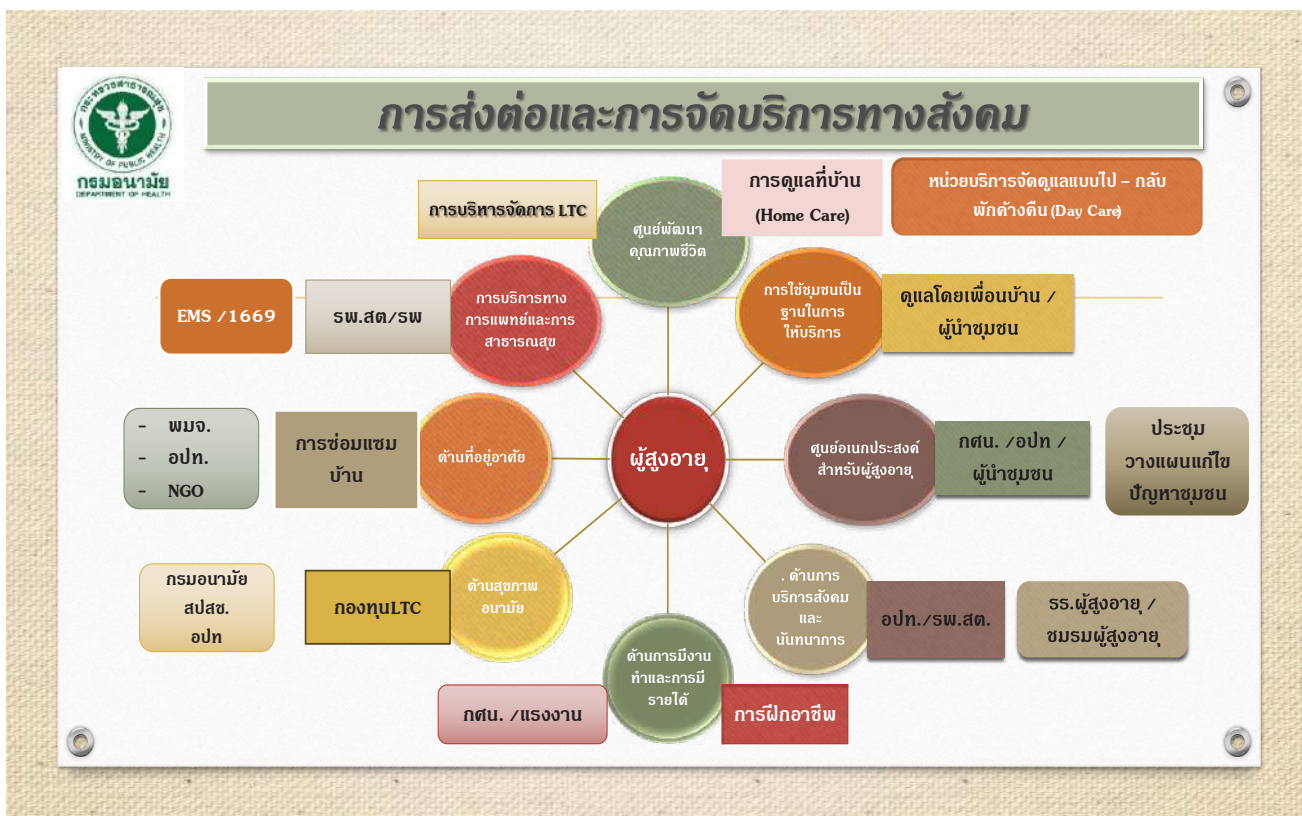 การส่งต่อและการจัดบริการทางสังคม
กระทรวงสาธารณสุข
MINISTRY OF PUBLIC HEALTH
กรมอนามัย
DEPARTMENT OF HEALTH
การบริหารจัดการ LTC
ศูนย์พัฒนา
คุณภาพชีวิต
การดูแลที่บ้าน
(Home Care)
หน่วยบริการจัดดูแลแบบไป – กลับ
พักค้างคืน (Day Care)
EMS /1669
รพ.สต/รพ
การบริการทาง
การแพทย์และการ
สาธารณสุข
การใช้ชุมชนเป็น
ฐานในการ
ให้บริการ
ดูแลโดยเพื่อนบ้าน /
ผู้นำชุมชน
- พมจ.
- อปท.
- NGO
การซ่อมแซม
บ้าน
ด้านที่อยู่อาศัย
ผู้สูงอายุ
ศูนย์อเนกประสงค์
สำหรับผู้สูงอายุ
กศน. /อปท /
ผู้นำชุมชน
ประชุม
วางแผนแก้ไข
ปัญหาชุมชน
กรมอนามัย
สปสช.
อปท
กองทุนLTC
ด้านสุขภาพ
อนามัย
. ด้านการ
บริการสังคม
และ
นันทนาการ
อปท./รพ.สต.
รร.ผู้สูงอายุ /
ชมรมผู้สูงอายุ
กศน. /แรงงาน
ด้านการมีงาน
ทำและการมี
รายได้
การฝึกอาชีพ